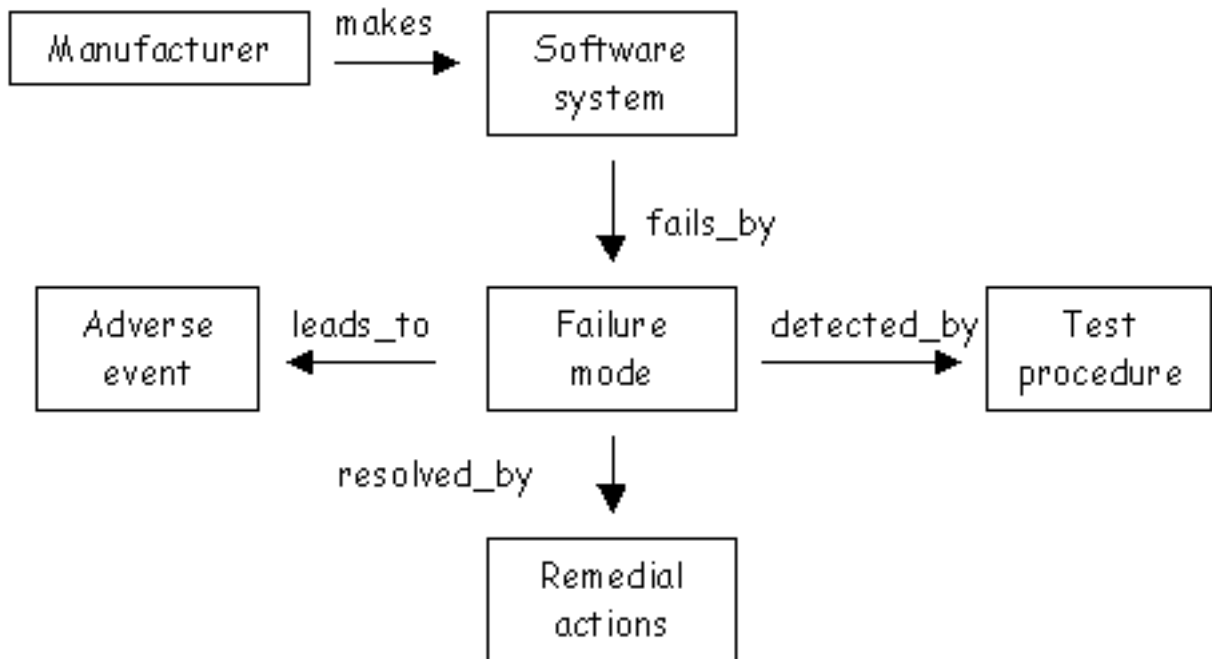 Manufacturer
makes
Software
system
fails_by
Adverse
event
leads_to
Failure
mode
detected_by
Test
procedure
resolved_by
Remedial
actions